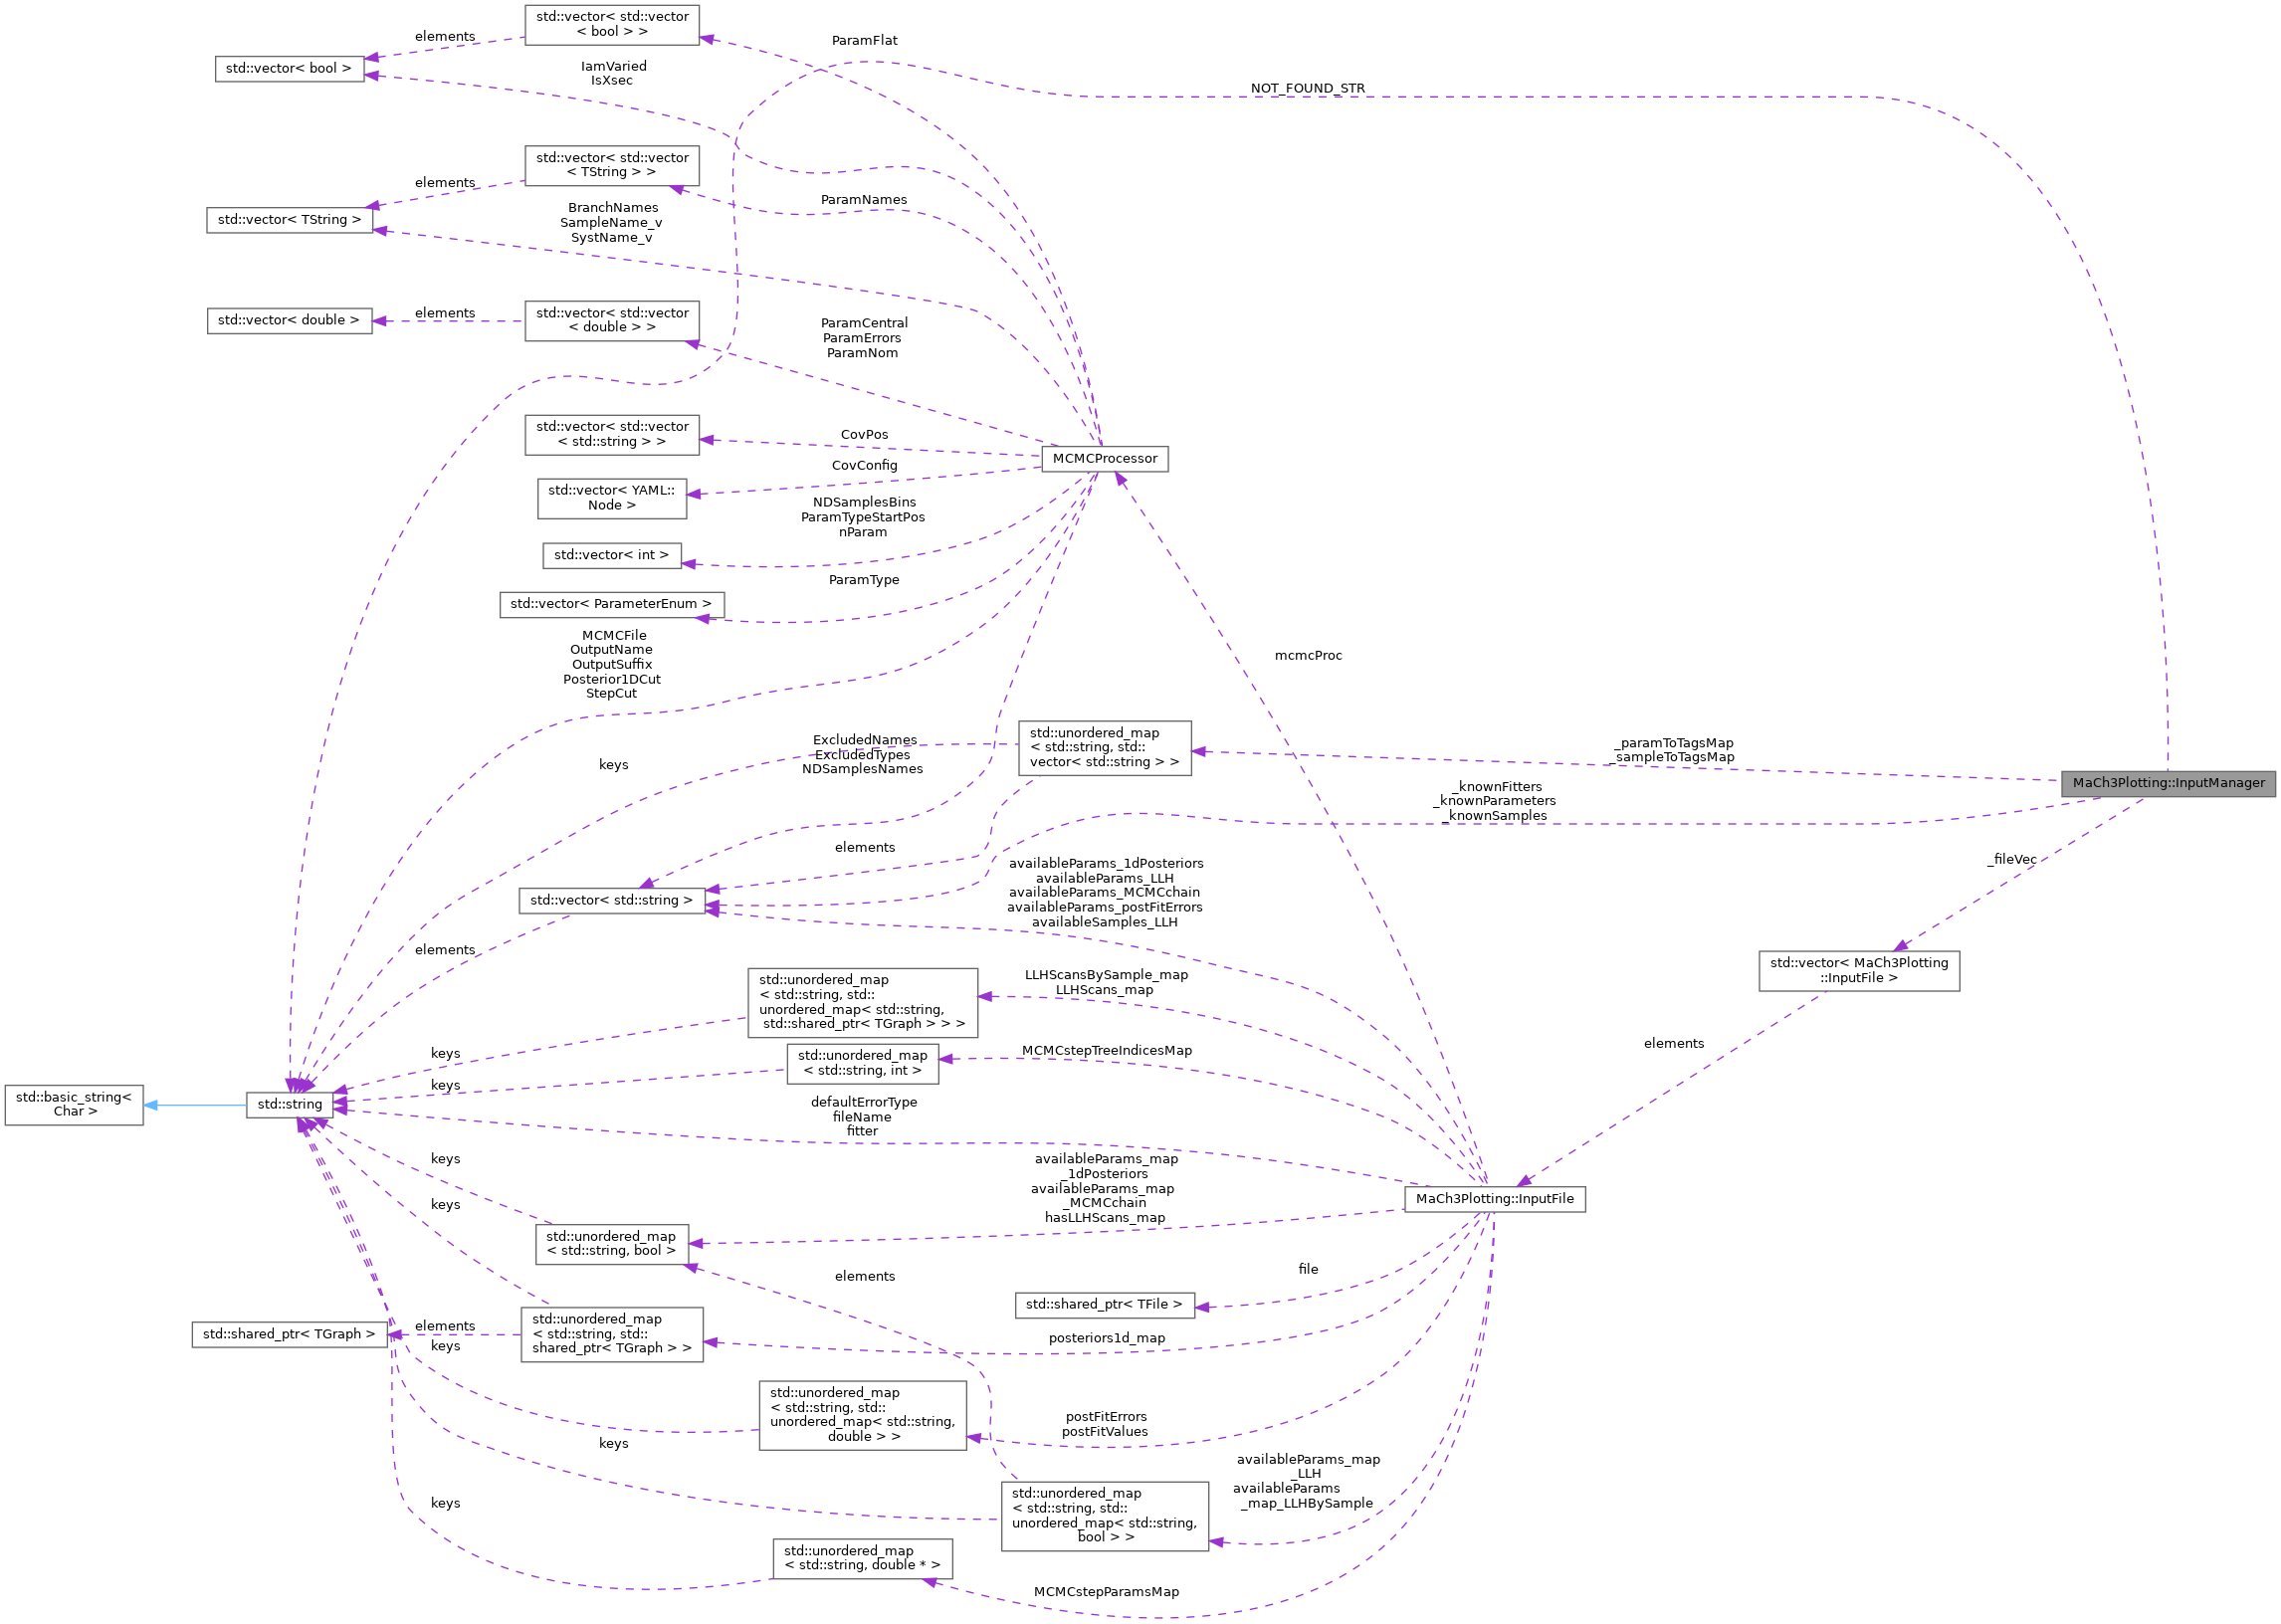 std::vector< std::vector
< bool > >
elements
ParamFlat
std::vector< bool >
IamVaried
IsXsec
NOT_FOUND_STR
std::vector< std::vector
< TString > >
elements
ParamNames
std::vector< TString >
BranchNames
SampleName_v
SystName_v
std::vector< double >
elements
std::vector< std::vector
< double > >
ParamCentral
ParamErrors
ParamNom
std::vector< std::vector
< std::string > >
CovPos
MCMCProcessor
CovConfig
std::vector< YAML::
Node >
NDSamplesBins
ParamTypeStartPos
nParam
std::vector< int >
ParamType
std::vector< ParameterEnum >
MCMCFile
OutputName
OutputSuffix
Posterior1DCut
StepCut
mcmcProc
ExcludedNames
ExcludedTypes
NDSamplesNames
keys
std::unordered_map
< std::string, std::
vector< std::string > >
_paramToTagsMap
_sampleToTagsMap
MaCh3Plotting::InputManager
_knownFitters
_knownParameters
_knownSamples
elements
_fileVec
availableParams_1dPosteriors
availableParams_LLH
availableParams_MCMCchain
availableParams_postFitErrors
availableSamples_LLH
std::vector< std::string >
elements
std::vector< MaCh3Plotting
::InputFile >
std::unordered_map
< std::string, std::
unordered_map< std::string,
std::shared_ptr< TGraph > > >
LLHScansBySample_map
LLHScans_map
keys
elements
std::unordered_map
< std::string, int >
MCMCstepTreeIndicesMap
keys
std::basic_string<
Char >
std::string
defaultErrorType
fileName
fitter
keys
availableParams_map
_1dPosteriors
availableParams_map
_MCMCchain
hasLLHScans_map
MaCh3Plotting::InputFile
keys
std::unordered_map
< std::string, bool >
elements
file
std::shared_ptr< TFile >
std::shared_ptr< TGraph >
elements
keys
std::unordered_map
< std::string, std::
shared_ptr< TGraph > >
posteriors1d_map
std::unordered_map
< std::string, std::
unordered_map< std::string,
double > >
postFitErrors
postFitValues
keys
availableParams_map
_LLH
availableParams
_map_LLHBySample
std::unordered_map
< std::string, std::
unordered_map< std::string,
bool > >
keys
std::unordered_map
< std::string, double * >
MCMCstepParamsMap